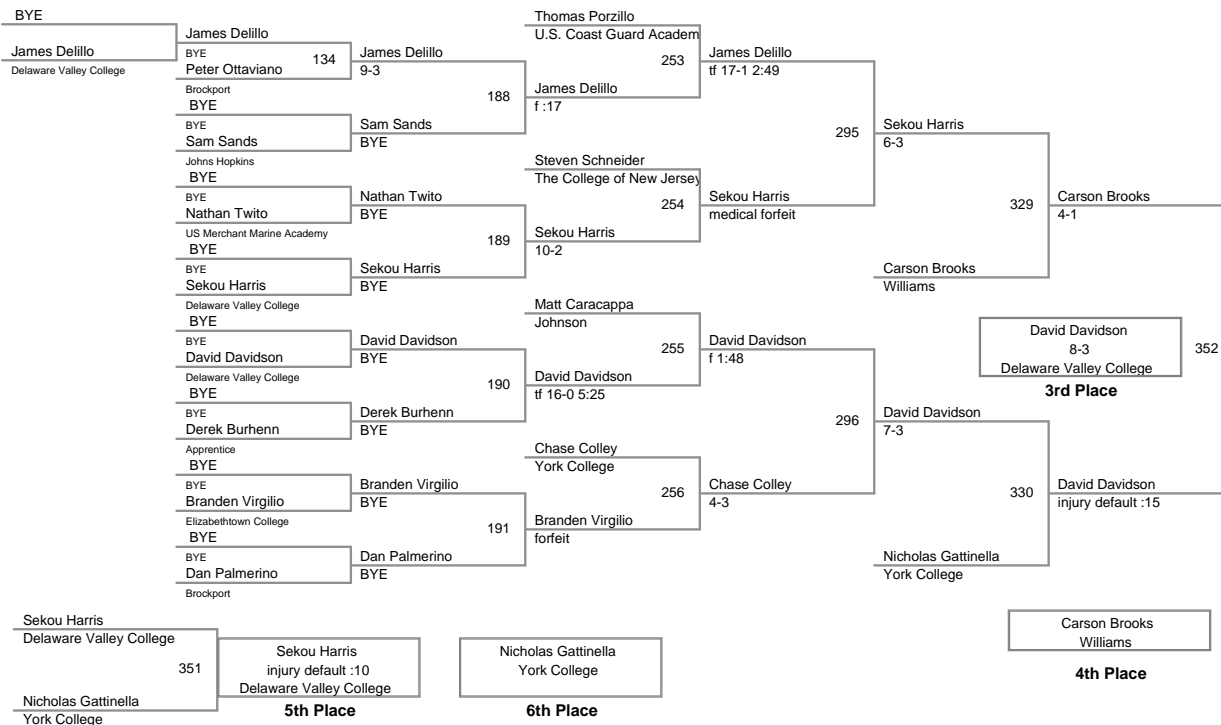 BYE
James Delillo
Delaware Valley College
James Delillo
BYE
Peter Ottaviano
134
Brockport
BYE
BYE
Sam Sands
Johns Hopkins
BYE
BYE
Nathan Twito
US Merchant Marine Academy
BYE
BYE
Sekou Harris
Delaware Valley College
BYE
BYE
David Davidson
Delaware Valley College
BYE
BYE
Derek Burhenn
Apprentice
BYE
BYE
Branden Virgilio
Elizabethtown College
BYE
BYE
Dan Palmerino
Brockport
James Delillo
9-3
188
Sam Sands
BYE
Nathan Twito
BYE
189
Sekou Harris
BYE
David Davidson
BYE
190
Derek Burhenn
BYE
Branden Virgilio
BYE
191
Dan Palmerino
BYE
Thomas Porzillo
U.S. Coast Guard Academ
253
James Delillo
f :17
Steven Schneider
The College of New Jersey
254
Sekou Harris
10-2
Matt Caracappa
Johnson
255
David Davidson
tf 16-0 5:25
Chase Colley
York College
256
Branden Virgilio
forfeit
James Delillo
tf 17-1 2:49
295
Sekou Harris
medical forfeit
David Davidson
f 1:48
296
Chase Colley
4-3
Sekou Harris
6-3
329
Carson Brooks
Williams
David Davidson
7-3
330
Nicholas Gattinella
York College
Carson Brooks
4-1
David Davidson
8-3
Delaware Valley College
352
3rd Place
David Davidson
injury default :15
Carson Brooks
Williams
4th Place
Sekou Harris
Delaware Valley College
351
Nicholas Gattinella
York College
Sekou Harris
injury default :10
Delaware Valley College
5th Place
Nicholas Gattinella
York College
6th Place